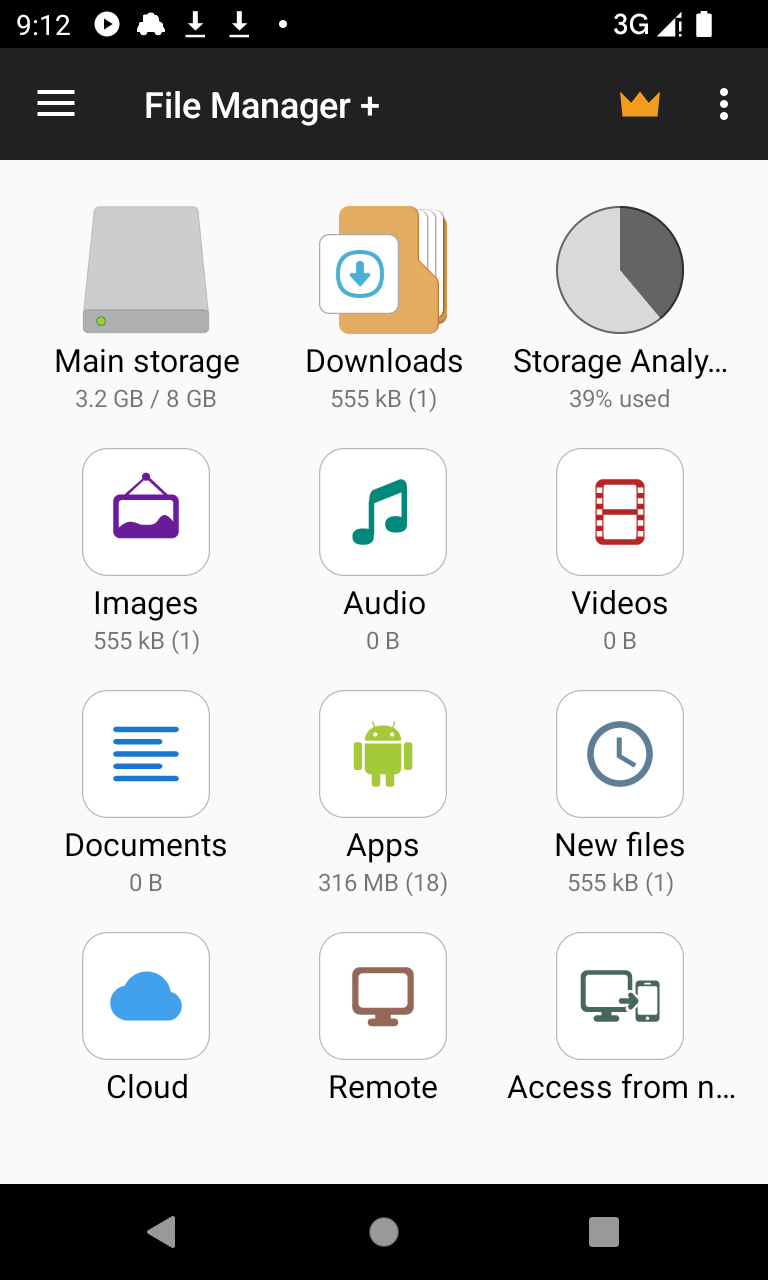 9:12
3G
File Manager +
Main storage
3.2 GB / 8 GB
Downloads
555 kB (1)
Storage Analy...
39% used
Images
555 kB (1)
Audio
0 B
Videos
0 B
Documents
0 B
Apps
316 MB (18)
New files
555 kB (1)
Cloud
Remote
Access from n...